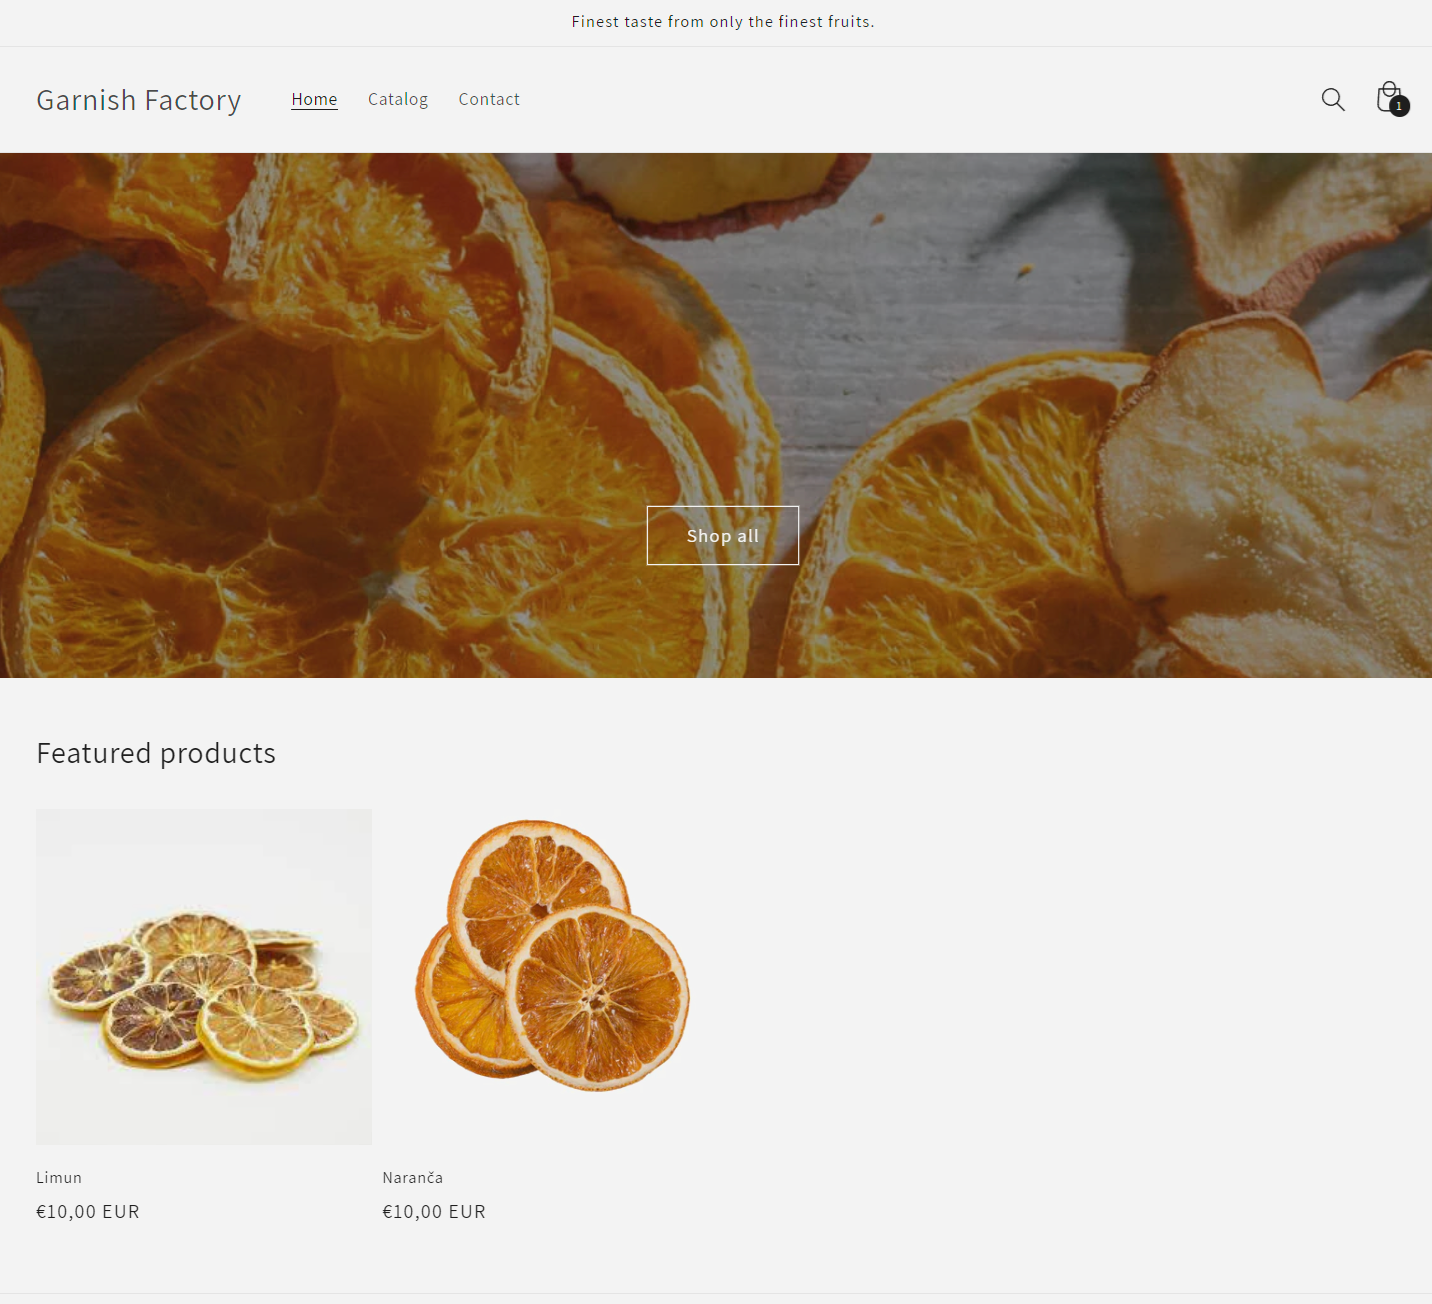 Finest taste from only the finest fruits.
Garnish Factory
Home Catalog Contact
1
Shop all
Featured products
Limun
€10,00 EUR
Naranča
€10,00 EUR